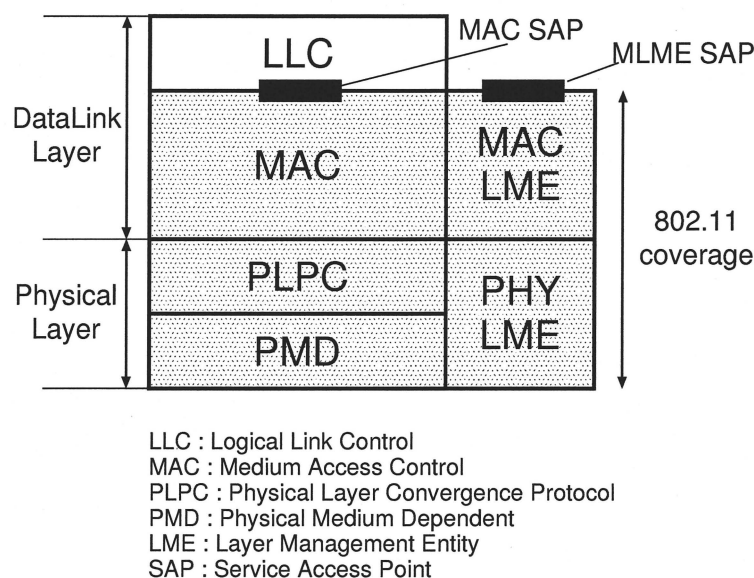 MAC SAP
LLC
MLME SAP
DataLink
Layer
MAC
MAC
LME
802.11
coverage
Physical
Layer
PLPC
PHY
LME
PMD
LLC : Logical Link Control
MAC : Medium Access Control
PLPC : Physical Layer Convergence Protocol
PMD : Physical Medium Dependent
LME : Layer Management Entity
SAP : Service Access Point